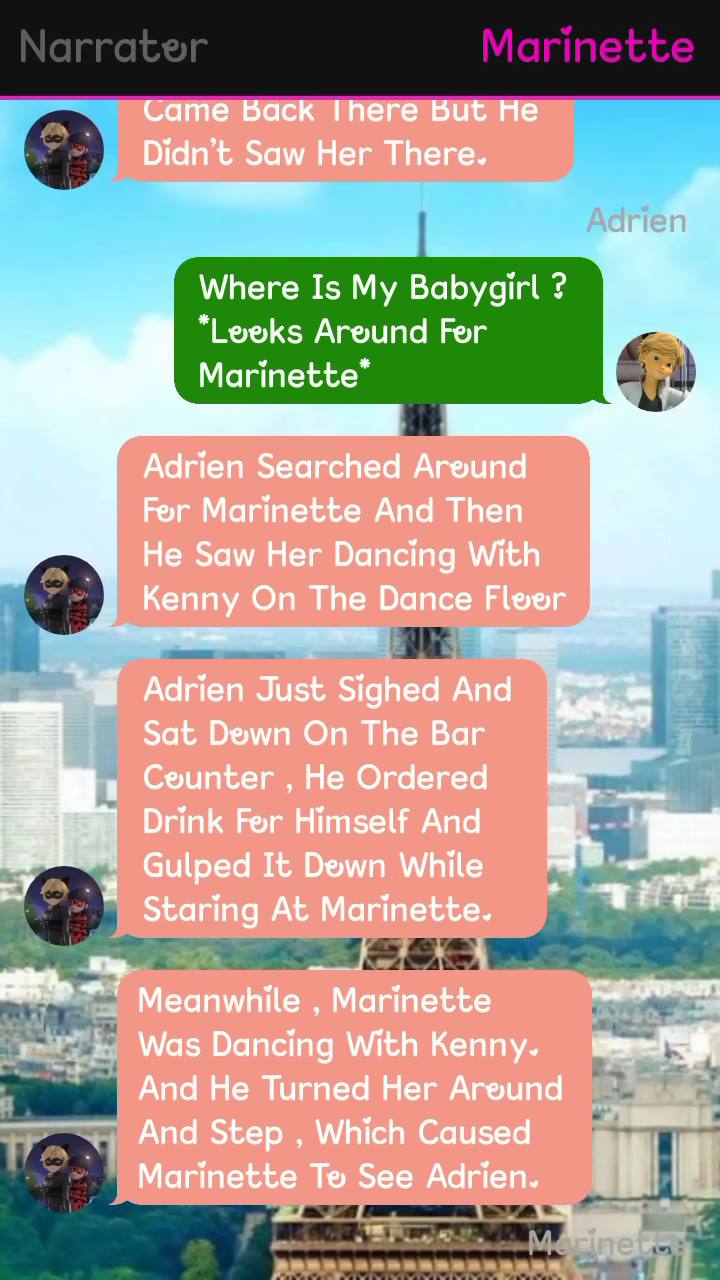 Narrator
Marinette
Came Back There But He
Didn't Saw Her There.
Adrien
Where Is My Babygirl ?
*Looks Around For
Marinette*
Adrien Searched Around
For Marinette And Then
He Saw Her Dancing With
Kenny On The Dance Floor
Adrien Just Sighed And
Sat Down On The Bar
Counter , He Ordered
Drink For Himself And
Gulped It Down While
Staring At Marinette.
Meanwhile , Marinette
Was Dancing With Kenny.
And He Turned Her Around
And Step , Which Caused
Marinette To See Adrien.
Marinette